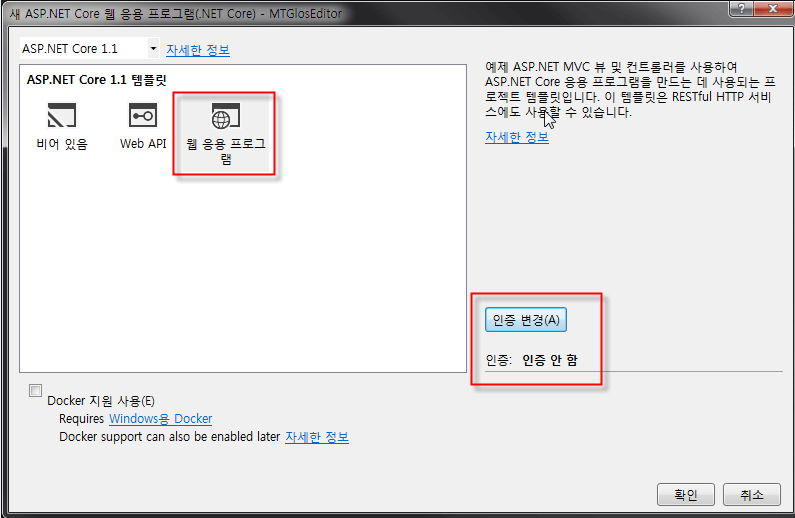 새 ASP.NET Core 웹 응용 프로그램(.NET Core) - MTGlosEditor
ASP.NET Core 1.1
자세한 정보
ASP.NET Core 1.1 템플릿
비어 있음
Web API
웹 응용 프로그
램
예제 ASP.NET MVC 뷰 및 컨트롤러를 사용하여
ASP.NET Core 응용 프로그램을 만드는 데 사용되는 프
로젝트 템플릿입니다. 이 템플릿은 RESTful HTTP 서비
스에도 사용할 수 있습니다.
자세한 정보
인증 변경(A)
인증: 인증 안 함
Docker 지원 사용(E)
Requires Windows용 Docker
Docker support can also be enabled later 자세한 정보
확인
취소